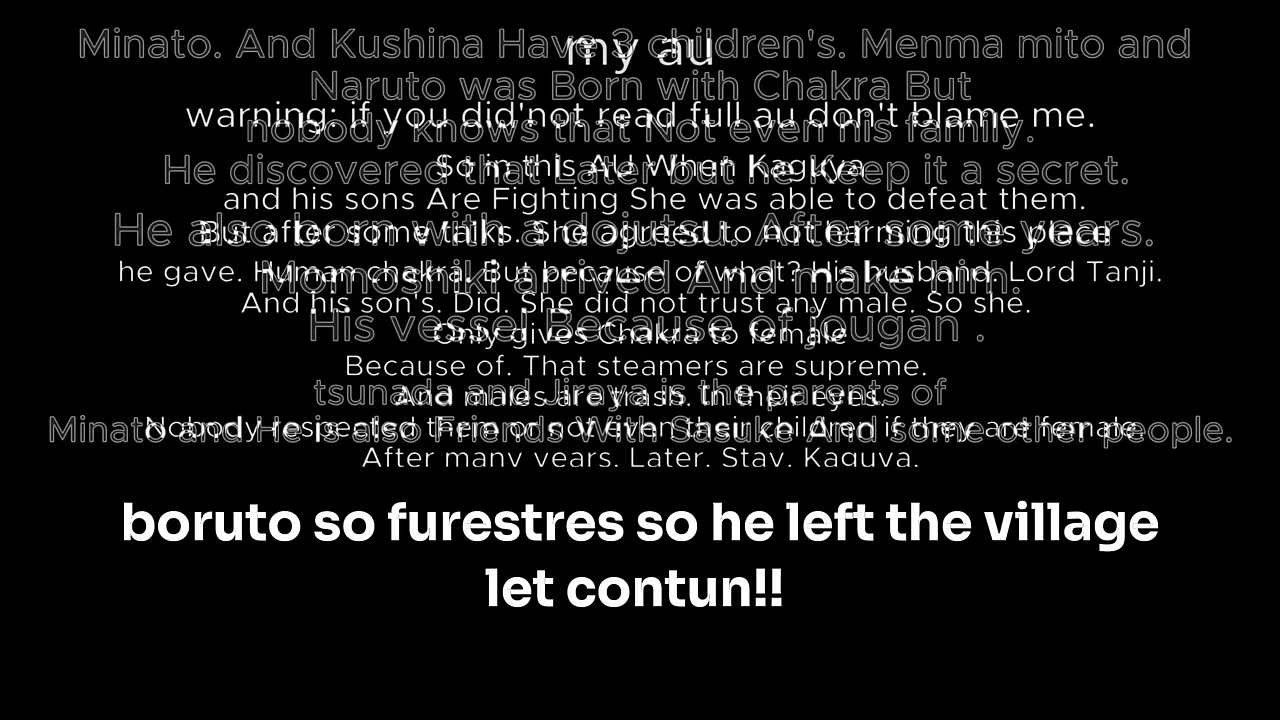 my au
Minato. And Kushina Have 3 children's. Menma mito and
Naruto was Born with Chakra But
warning: if you did'not read full au don't blame me.
nobody knows that Not even his family.
So in this AU When Kaguya
He discovered that Later but he Keep it a secret.
and his sons Are Fighting She was able to defeat them.
He also born with a dojutsu. After some years.
But after some talks. She agreed to not harming this place
he gave. Human chakra. But because of what? His husband. Lord Tanji.
Momoshiki arrived And make him.
And his son's. Did. She did not trust any male. So she.
His vessel Because of jougan .
Only gives Chakra to female
Because of. That steamers are supreme.
tsunada and Jiraya is the parents of
And males are trash. In their eyes.
Nobody respected them or not even their children if they are female
Minato and He is also Friends With Sasuke And some other people.
After many years. Later. Stay. Kaguya.
boruto so furestres so he left the village
let contun!!